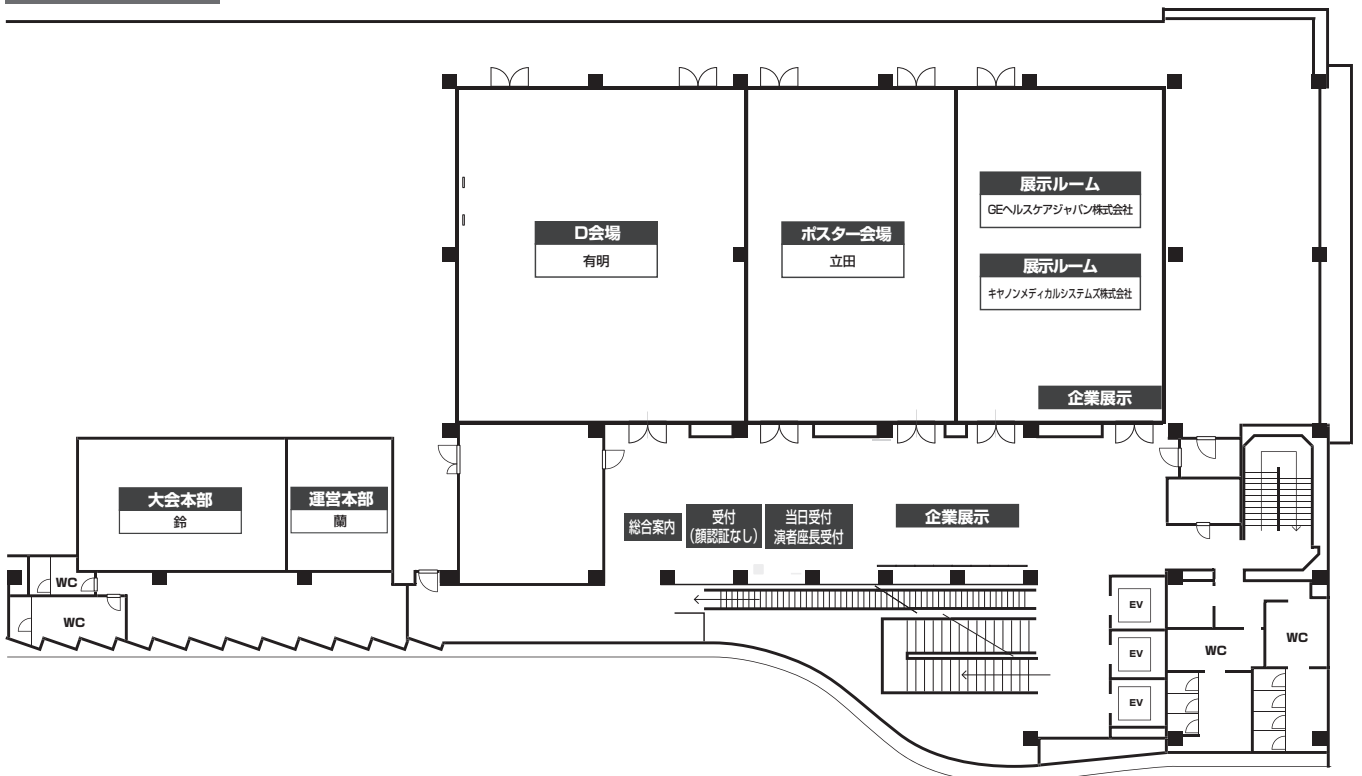 展示ルーム
GEヘルスケアジャパン株式会社
D会場
有明
ポスター会場
立田
展示ルーム
キヤノンメディカルシステムズ株式会社
企業展示
大会本部
鈴
運営本部
蘭
総合案内
受付
(顔認証なし)
当日受付
演者座長受付
企業展示
WC
WC
EV
EV
EV
WC
WC